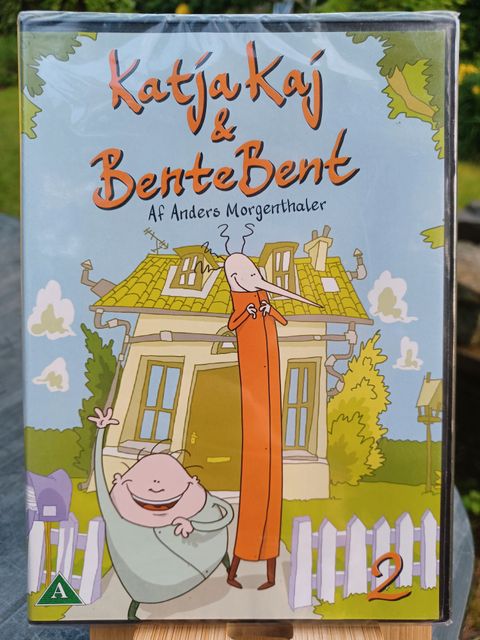 Katja Kaj
&
Bente Bent
Af Anders Morgenthaler
A
2